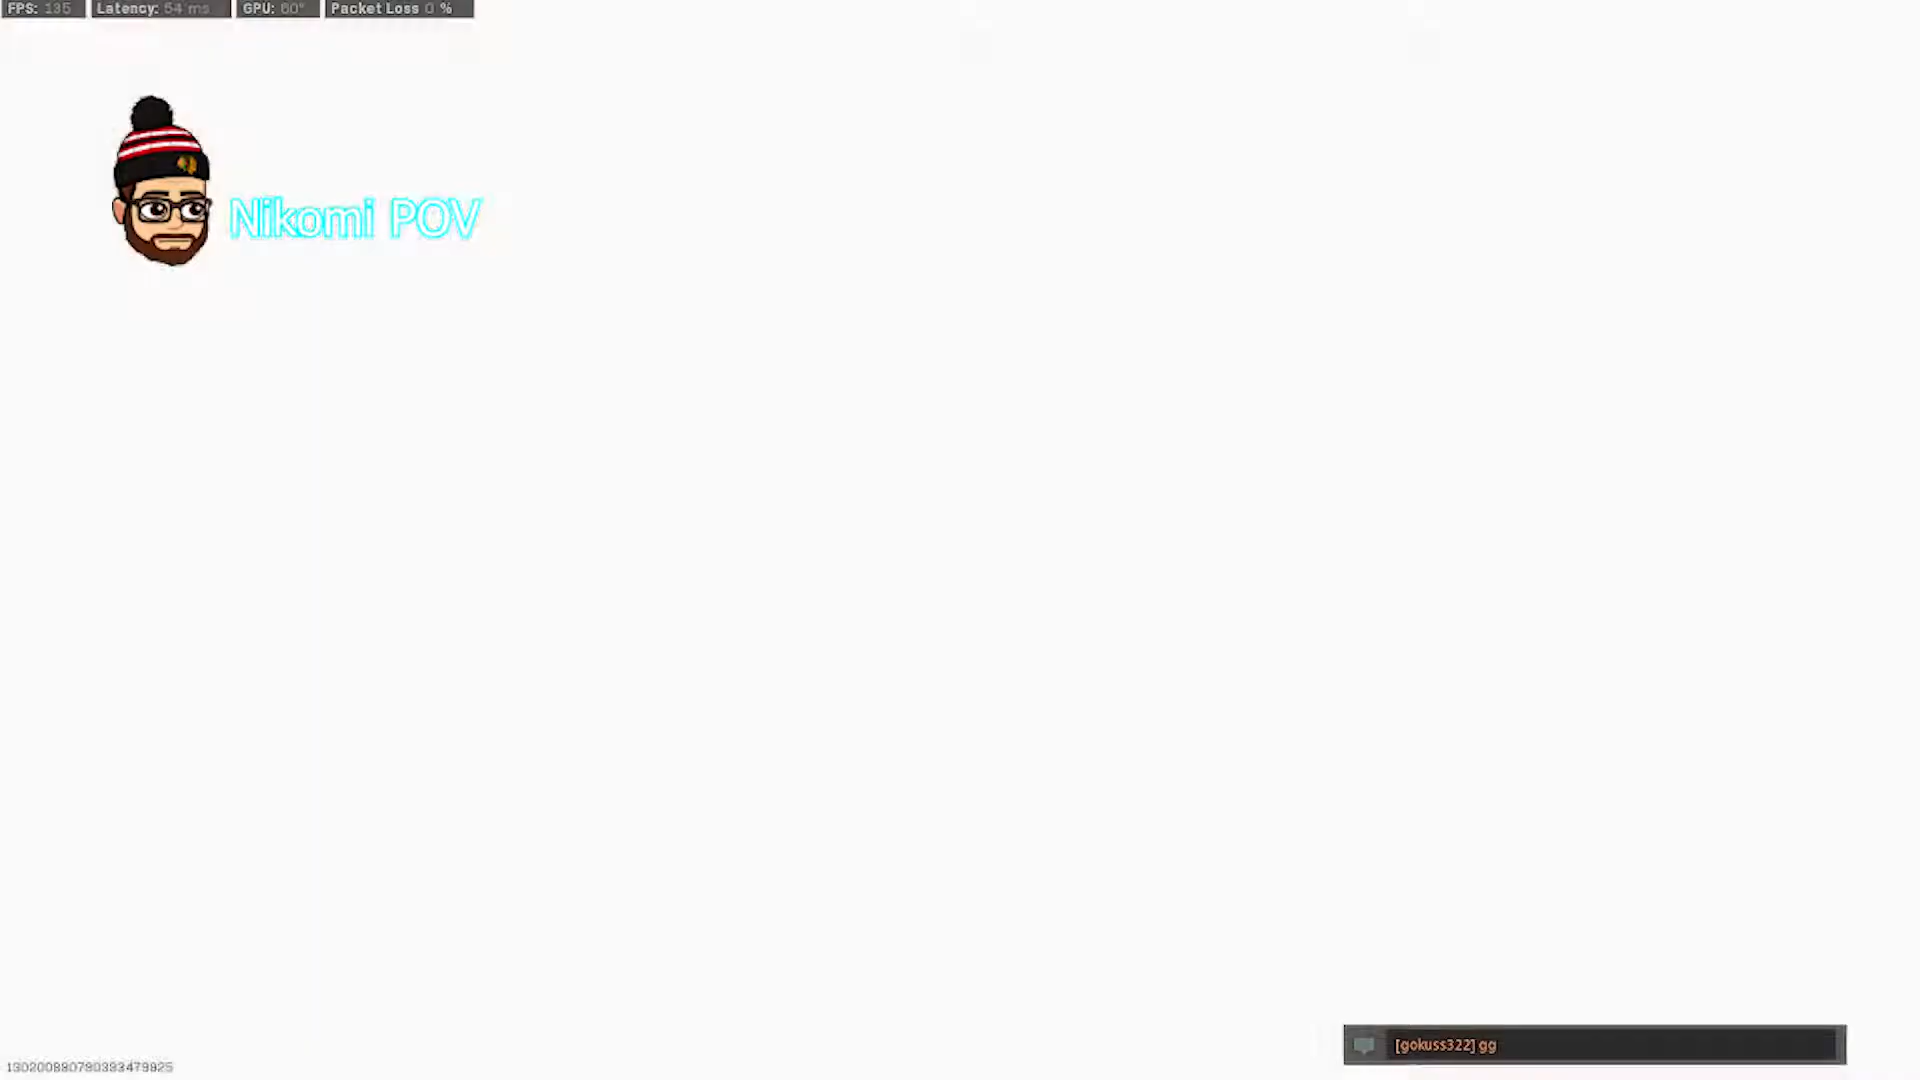 FPS: 135 Latency: 54 ms GPU: 60° Packet Loss 0 %
Nikomi POV
[gokuss322] gg